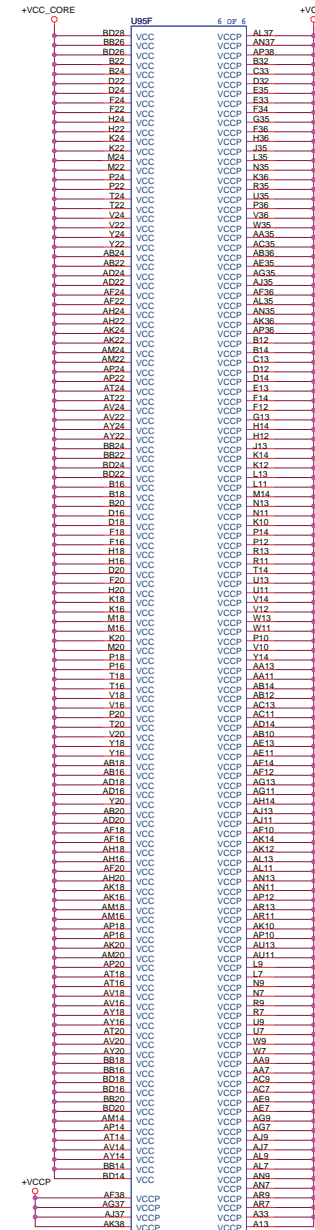 +VCC_CORE +VC
U95F 6 OF 6
BD28 VCC VCCP AL37
BB26 VCC VCCP AN37
BD26 VCC VCCP AP38
B22 VCC VCCP B32
B24 VCC VCCP C33
D22 VCC VCCP D32
D24 VCC VCCP E35
F24 VCC VCCP E33
F22 VCC VCCP F34
H24 VCC VCCP G35
H22 VCC VCCP F36
K24 VCC VCCP H36
K22 VCC VCCP J35
M24 VCC VCCP L35
M22 VCC VCCP N35
P24 VCC VCCP K36
P22 VCC VCCP R35
T24 VCC VCCP U35
T22 VCC VCCP P36
V24 VCC VCCP V36
V22 VCC VCCP W35
Y24 VCC VCCP AA35
Y22 VCC VCCP AC35
AB24 VCC VCCP AB36
AB22 VCC VCCP AE35
AD24 VCC VCCP AG35
AD22 VCC VCCP AJ35
AF24 VCC VCCP AF36
AF22 VCC VCCP AL35
AH24 VCC VCCP AN35
AH22 VCC VCCP AK36
AK24 VCC VCCP AP36
AK22 VCC VCCP B12
AM24 VCC VCCP B14
AM22 VCC VCCP C13
AP24 VCC VCCP D12
AP22 VCC VCCP D14
AT24 VCC VCCP E13
AT22 VCC VCCP F14
AV24 VCC VCCP F12
AV22 VCC VCCP G13
AY24 VCC VCCP H14
AY22 VCC VCCP H12
BB24 VCC VCCP J13
BB22 VCC VCCP K14
BD24 VCC VCCP K12
BD22 VCC VCCP L13
B16 VCC VCCP L11
B18 VCC VCCP M14
B20 VCC VCCP N13
D16 VCC VCCP N11
D18 VCC VCCP K10
F18 VCC VCCP P14
F16 VCC VCCP P12
H18 VCC VCCP R13
H16 VCC VCCP R11
D20 VCC VCCP T14
F20 VCC VCCP U13
H20 VCC VCCP U11
K18 VCC VCCP V14
K16 VCC VCCP V12
M18 VCC VCCP W13
M16 VCC VCCP W11
K20 VCC VCCP P10
M20 VCC VCCP V10
P18 VCC VCCP Y14
P16 VCC VCCP AA13
T18 VCC VCCP AA11
T16 VCC VCCP AB14
V18 VCC VCCP AB12
V16 VCC VCCP AC13
P20 VCC VCCP AC11
T20 VCC VCCP AD14
V20 VCC VCCP AB10
Y18 VCC VCCP AE13
Y16 VCC VCCP AE11
AB18 VCC VCCP AF14
AB16 VCC VCCP AF12
AD18 VCC VCCP AG13
AD16 VCC VCCP AG11
Y20 VCC VCCP AH14
AB20 VCC VCCP AJ13
AD20 VCC VCCP AJ11
AF18 VCC VCCP AF10
AF16 VCC VCCP AK14
AH18 VCC VCCP AK12
AH16 VCC VCCP AL13
AF20 VCC VCCP AL11
AH20 VCC VCCP AN13
AK18 VCC VCCP AN11
AK16 VCC VCCP AP12
AM18 VCC VCCP AR13
AM16 VCC VCCP AR11
AP18 VCC VCCP AK10
AP16 VCC VCCP AP10
AK20 VCC VCCP AU13
AM20 VCC VCCP AU11
AP20 VCC VCCP L9
AT18 VCC VCCP L7
AT16 VCC VCCP N9
AV18 VCC VCCP N7
AV16 VCC VCCP R9
AY18 VCC VCCP R7
AY16 VCC VCCP U9
AT20 VCC VCCP U7
AV20 VCC VCCP W9
AY20 VCC VCCP W7
BB18 VCC VCCP AA9
BB16 VCC VCCP AA7
BD18 VCC VCCP AC9
BD16 VCC VCCP AC7
BB20 VCC VCCP AE9
BD20 VCC VCCP AE7
AM14 VCC VCCP AG9
AP14 VCC VCCP AG7
AT14 VCC VCCP AJ9
AV14 VCC VCCP AJ7
AY14 VCC VCCP AL9
BB14 VCC VCCP AL7
BD14 VCC VCCP AN9
+VCCP VCCP AN7
AF38 VCCP VCCP AR9
AG37 VCCP VCCP AR7
AJ37 VCCP VCCP A33
AK38 VCCP VCCP A13